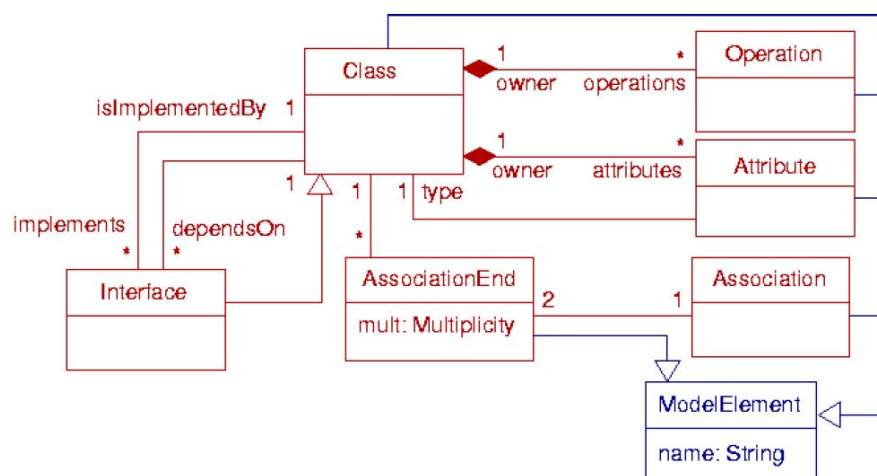 Class
1
*
Operation
owner
operations
isImplementedBy
1
1
*
owner
attributes
Attribute
1
1
1
type
implements
dependsOn
*
*
*
Interface
AssociationEnd
2
1
Association
mult: Multiplicity
ModelElement
name: String